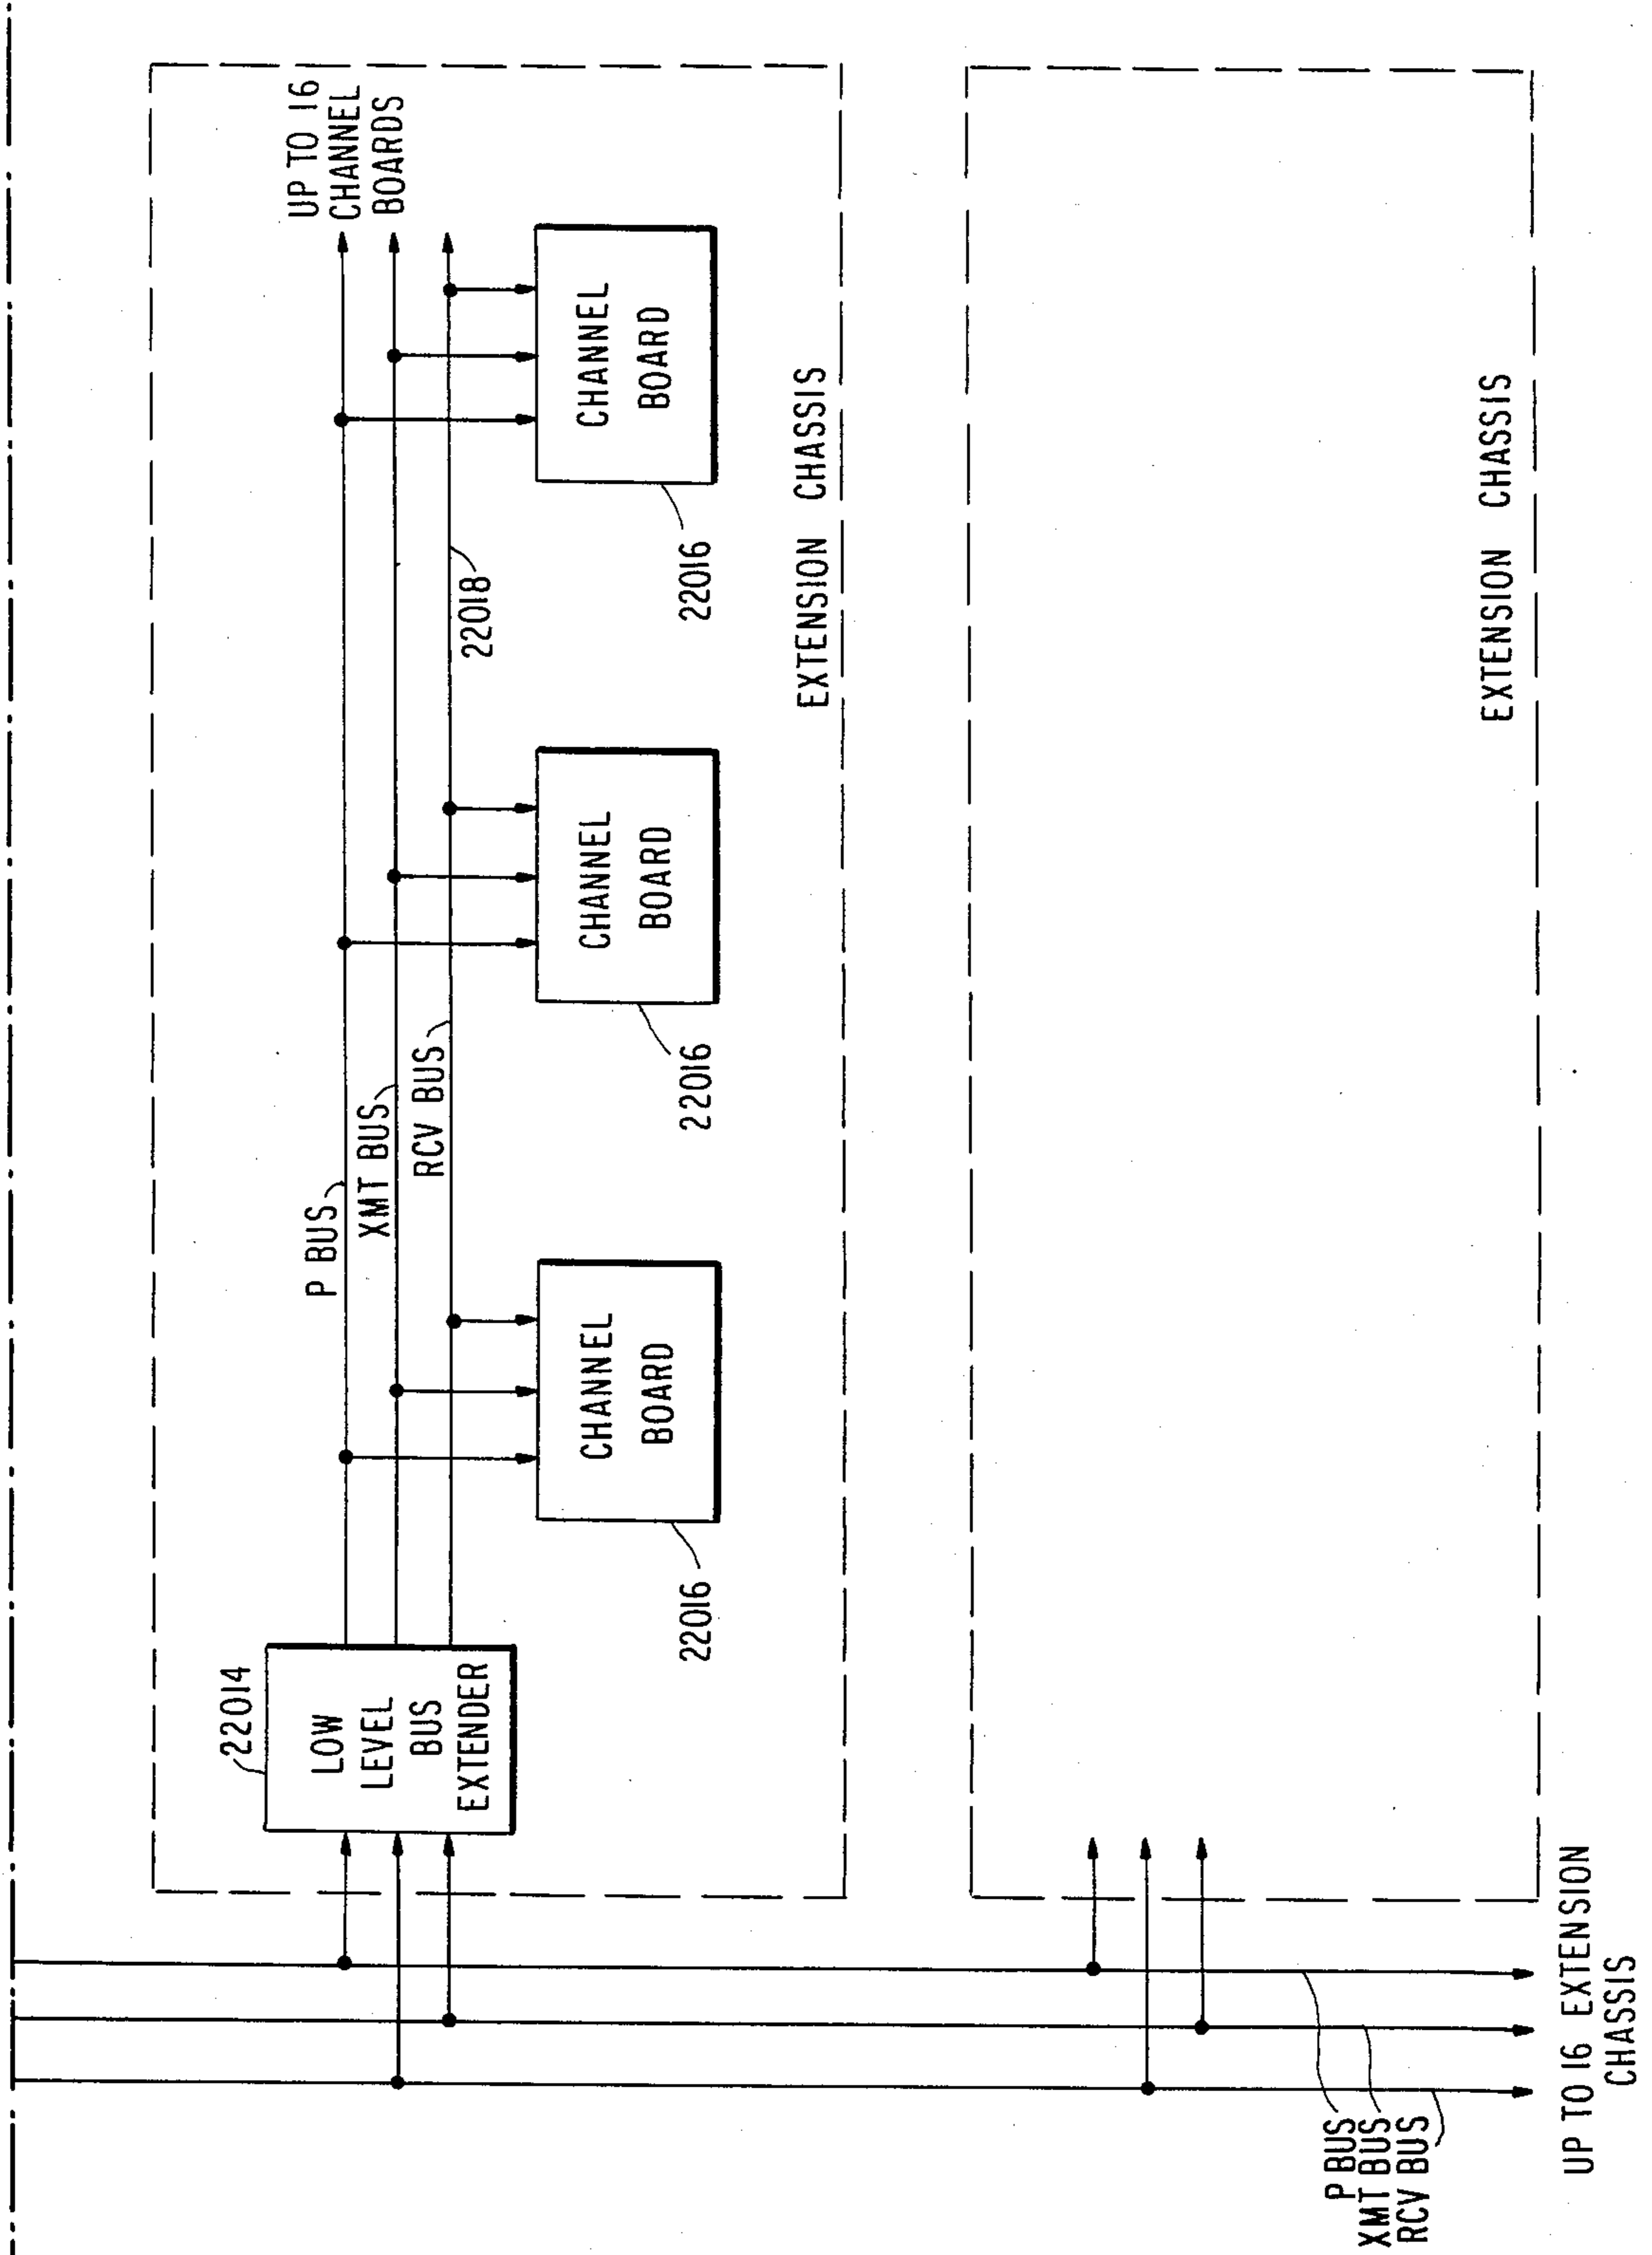 UP TO 16
CHANNEL
BOARDS
P BUS
XMT BUS
RCV BUS
22018
22014
LOW
LEVEL
BUS
EXTENDER
CHANNEL
BOARD
22016
CHANNEL
BOARD
22016
CHANNEL
BOARD
22016
EXTENSION CHASSIS
EXTENSION CHASSIS
P BUS
XMT BUS
RCV BUS
UP TO 16 EXTENSION
CHASSIS